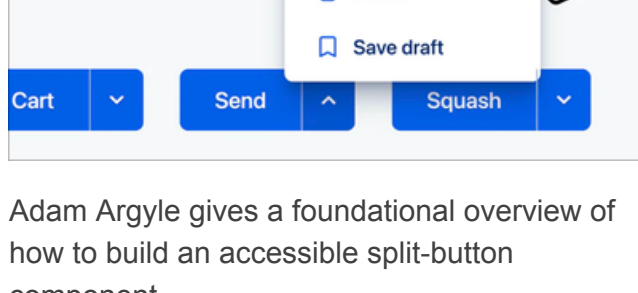 Save draft
Cart Send Squash
Adam Argyle gives a foundational overview of
how to build an accessible split-button
component